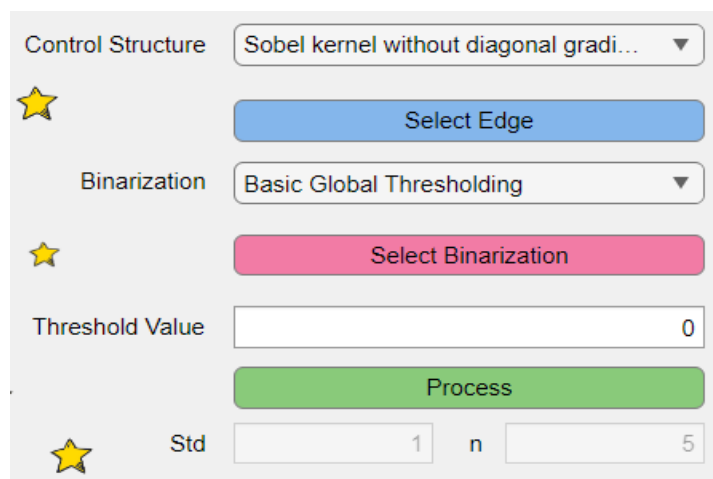 Control Structure Sobel kernel without diagonal gradi...
Select Edge
Binarization Basic Global Thresholding
Select Binarization
Threshold Value 0
Process
Std 1 n 5